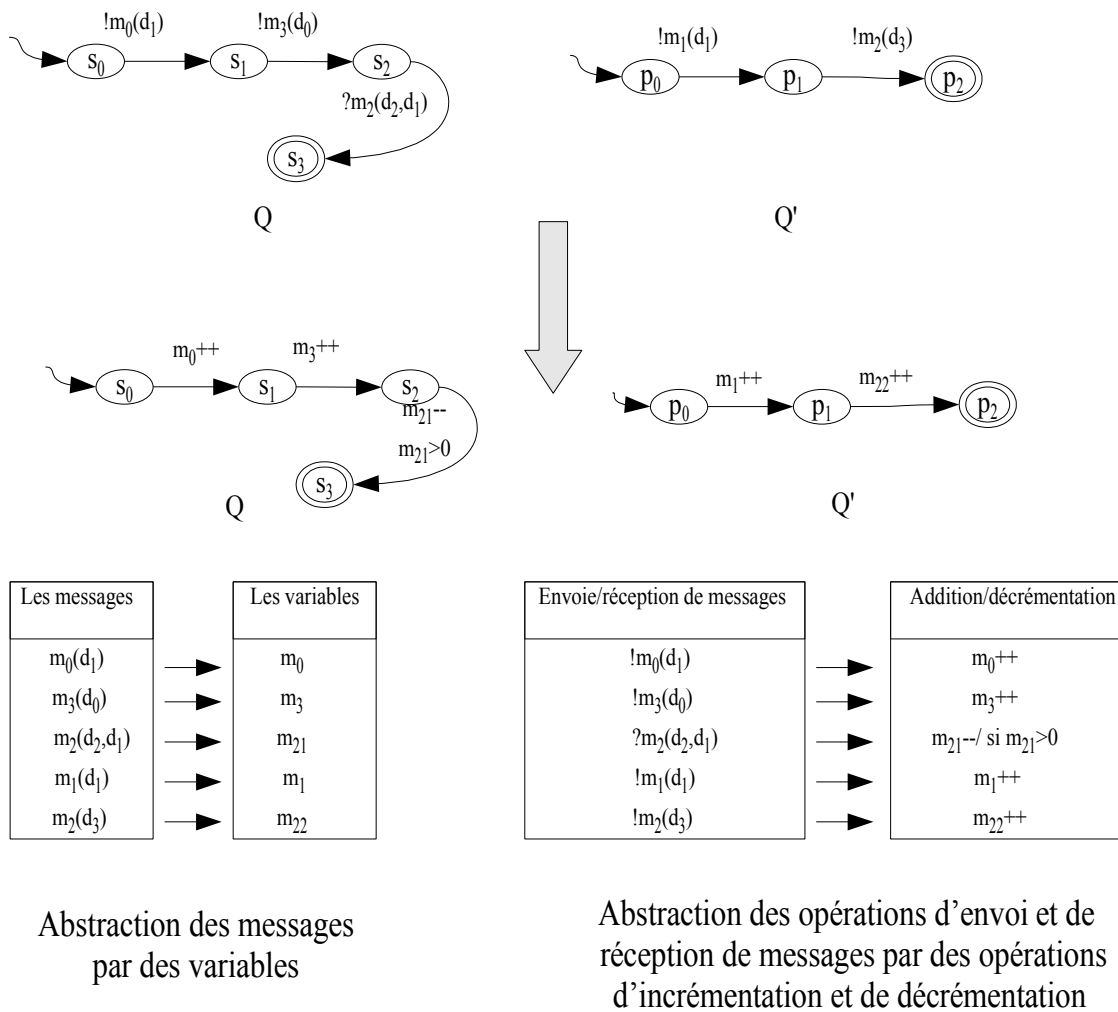 !m₀(d₁) !m₃(d₀)
s₀ s₁ s₂
?m₂(d₂,d₁)
s₃
Q
!m₁(d₁) !m₂(d₃)
p₀ p₁ p₂
Q'
m₀++ m₃++
s₀ s₁ s₂
m₂₁--
m₂₁>0
s₃
Q
m₁++ m₂₂++
p₀ p₁ p₂
Q'
Les messages Les variables
m₀(d₁) m₀
m₃(d₀) m₃
m₂(d₂,d₁) m₂₁
m₁(d₁) m₁
m₂(d₃) m₂₂
Abstraction des messages
par des variables
Envoie/réception de messages Addition/décrémentation
!m₀(d₁) m₀++
!m₃(d₀) m₃++
?m₂(d₂,d₁) m₂₁--/ si m₂₁>0
!m₁(d₁) m₁++
!m₂(d₃) m₂₂++
Abstraction des opérations d’envoi et de
réception de messages par des opérations
d’incrémentation et de décrémentation